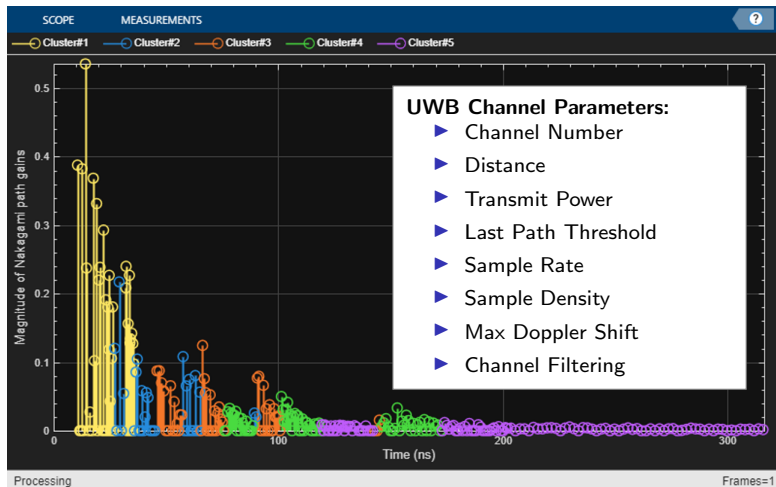 SCOPE MEASUREMENTS ?
Cluster#1 Cluster#2 Cluster#3 Cluster#4 Cluster#5
Magnitude of Nakagami path gains
0.5
0.4
0.3
0.2
0.1
0
UWB Channel Parameters:
Channel Number
Distance
Transmit Power
Last Path Threshold
Sample Rate
Sample Density
Max Doppler Shift
Channel Filtering
0 100 200 300
Time (ns)
Processing Frames=1